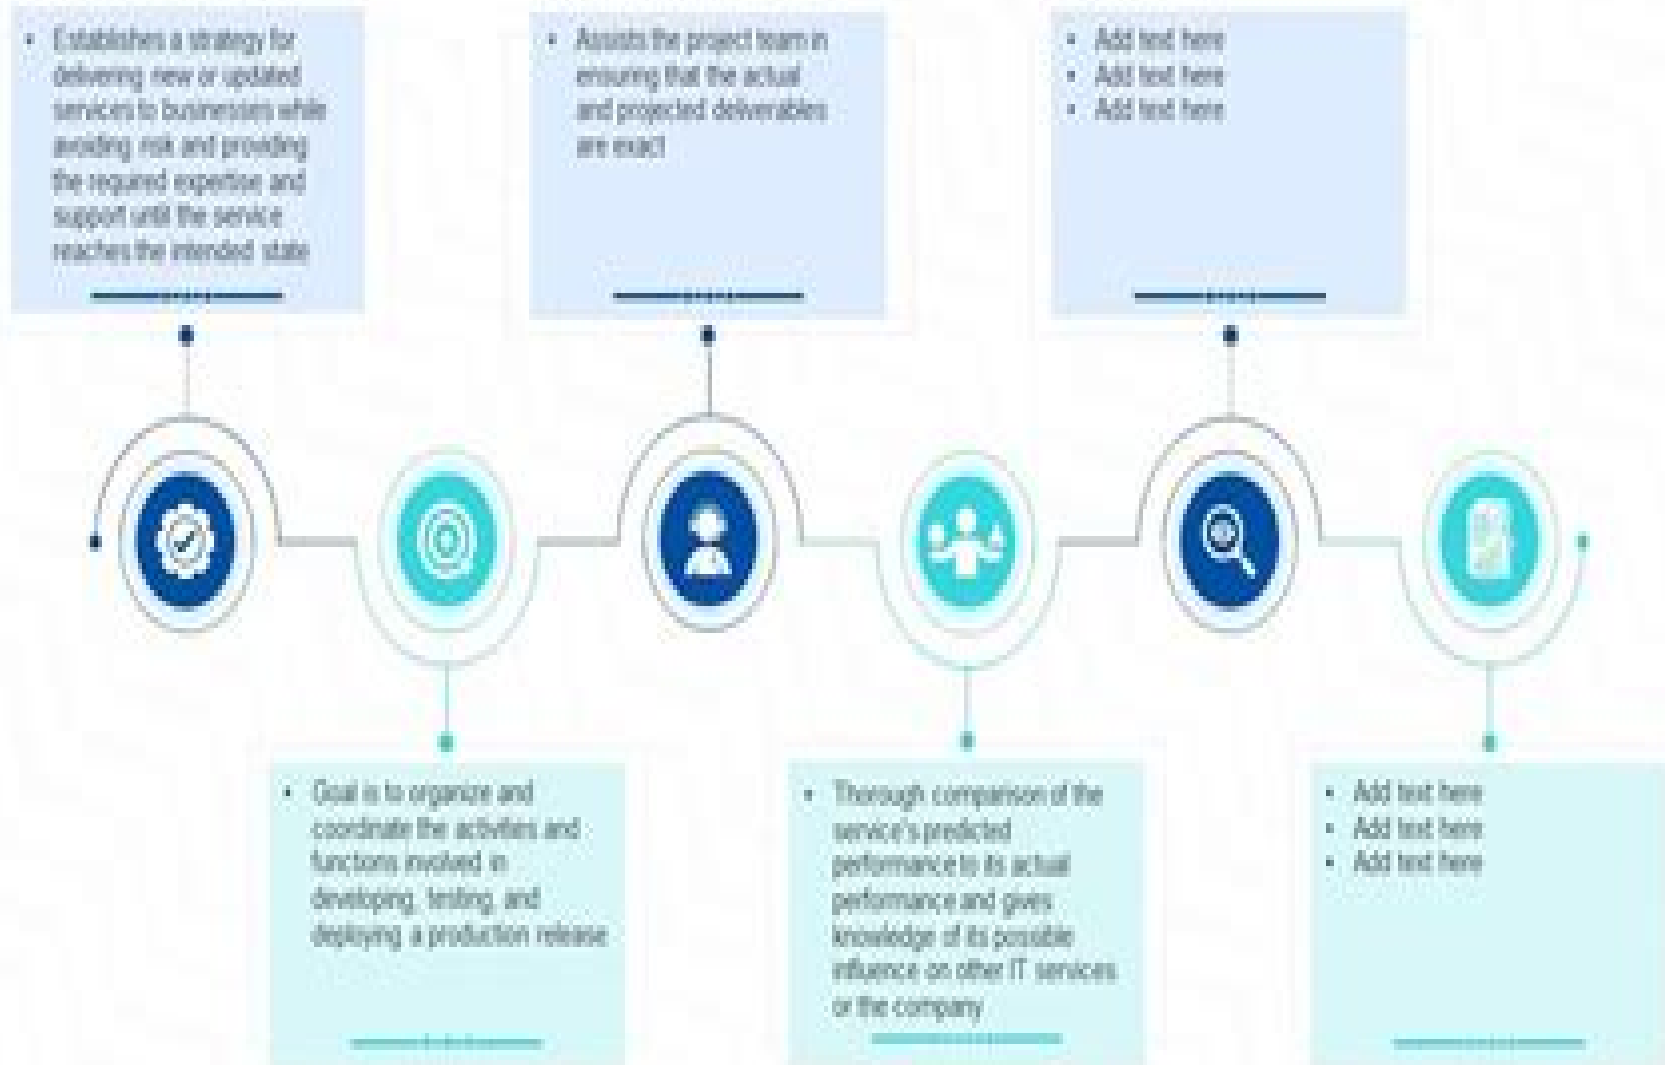 • Establishes a strategy for
delivering new or updated
services to businesses while
avoiding risk and providing
the required expertise and
support until the service
reaches the intended state
• Goal is to organize and
coordinate the activities and
functions involved in
developing, testing, and
deploying a production release
• Assists the project team in
ensuring that the actual
and projected deliverables
are exact
• Thorough comparison of the
service's predicted
performance to its actual
performance and gives
knowledge of its possible
influence on other IT services
or the company
• Add text here
• Add text here
• Add text here
• Add text here
• Add text here
• Add text here